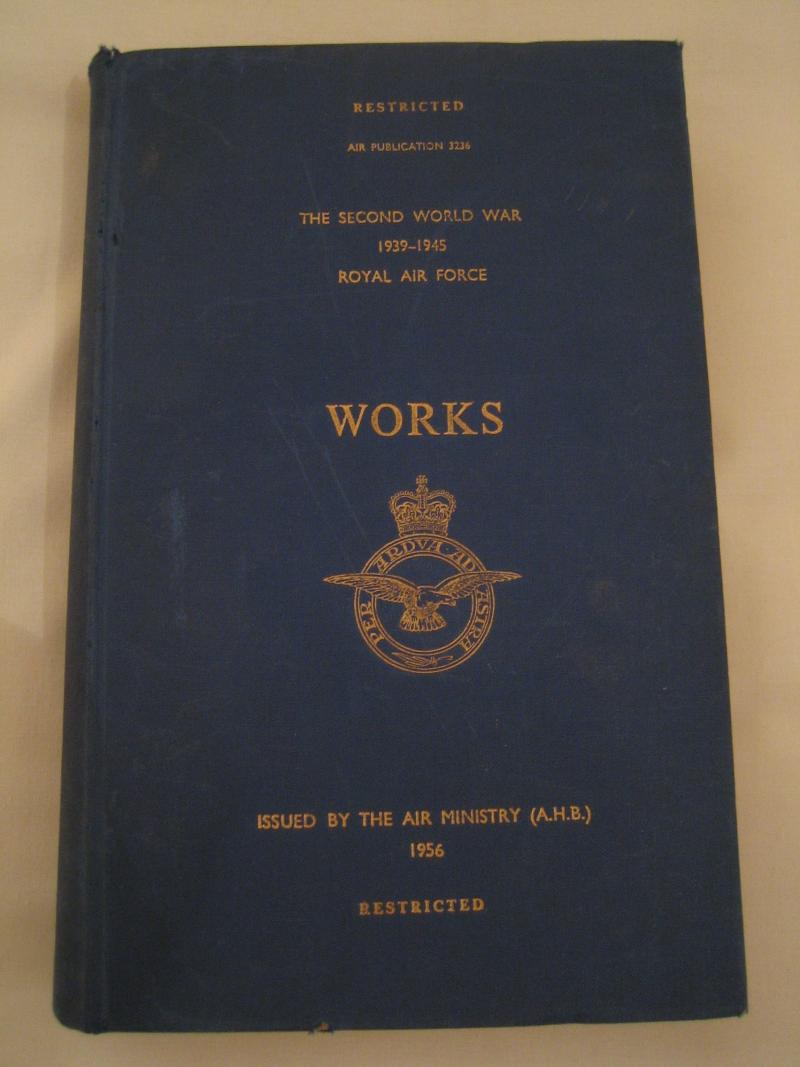 RESTRICTED
AIR PUBLICATION 3236
THE SECOND WORLD WAR
1939–1945
ROYAL AIR FORCE
WORKS
PER ARDVA AD ASTRA
ISSUED BY THE AIR MINISTRY (A.H.B.)
1956
RESTRICTED